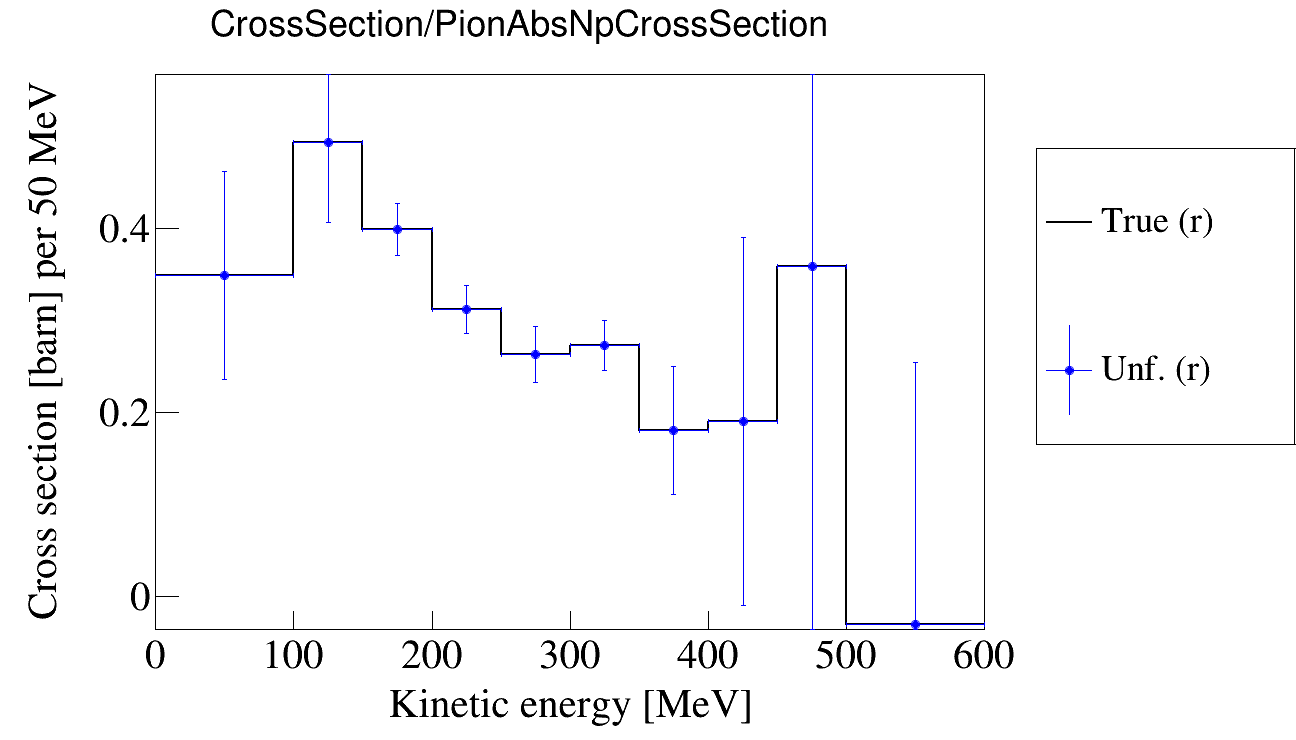 CrossSection/PionAbsNpCrossSection
Cross section [barn] per 50 MeV
0.4
0.2
0
0 100 200 300 400 500 600
Kinetic energy [MeV]
True (r)
Unf. (r)